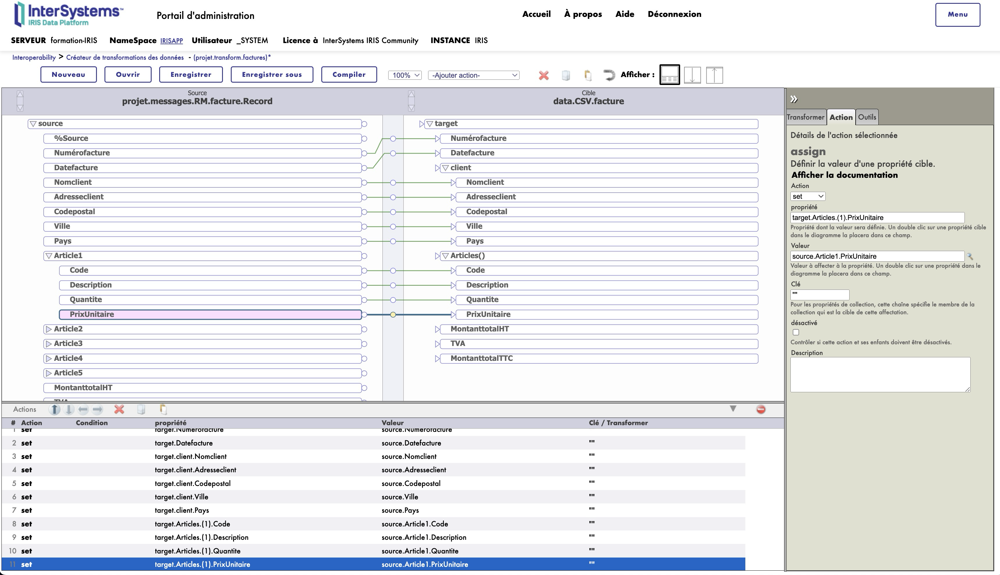 InterSystems™
IRIS Data Platform
Portail d'administration
Accueil À propos Aide Déconnexion
Menu
SERVEUR formation-IRIS NameSpace IRISAPP Utilisateur _SYSTEM Licence à InterSystems IRIS Community INSTANCE IRIS
Interoperability > Créateur de transformations des données - (projet.transform.factures)*
Nouveau Ouvrir Enregistrer Enregistrer sous Compiler 100% -Ajouter action- Afficher :
Source
projet.messages.RM.facture.Record
Cible
data.CSV.facture
source
%Source
Numérofacture
Datefacture
Nomclient
Adresseclient
Codepostal
Ville
Pays
Article1
Code
Description
Quantite
PrixUnitaire
Article2
Article3
Article4
Article5
MontanttotalHT
TVA
target
Numérofacture
Datefacture
client
Nomclient
Adresseclient
Codepostal
Ville
Pays
Articles()
Code
Description
Quantite
PrixUnitaire
MontanttotalHT
TVA
MontanttotalTTC
Transformer Action Outils
Détails de l'action sélectionnée
assign
Définir la valeur d'une propriété cible.
Afficher la documentation
Action
set
propriété
target.Articles.(1).PrixUnitaire
Propriété dont la valeur sera définie. Un double clic sur une propriété cible
dans le diagramme la placera dans ce champ.
Valeur
source.Article1.PrixUnitaire
Valeur à affecter à la propriété. Un double clic sur une propriété dans le
diagramme la placera dans ce champ.
Clé
""
Pour les propriétés de collection, cette chaîne spécifie le membre de la
collection qui est la cible de cette affectation.
désactivé
Contrôler si cette action et ses enfants doivent être désactivés.
Description
Actions
# Action Condition propriété Valeur Clé / Transformer
1 set target.Numérofacture source.Numérofacture
2 set target.Datefacture source.Datefacture ""
3 set target.client.Nomclient source.Nomclient ""
4 set target.client.Adresseclient source.Adresseclient ""
5 set target.client.Codepostal source.Codepostal ""
6 set target.client.Ville source.Ville ""
7 set target.client.Pays source.Pays ""
8 set target.Articles.(1).Code source.Article1.Code ""
9 set target.Articles.(1).Description source.Article1.Description ""
10 set target.Articles.(1).Quantite source.Article1.Quantite ""
11 set target.Articles.(1).PrixUnitaire source.Article1.PrixUnitaire ""